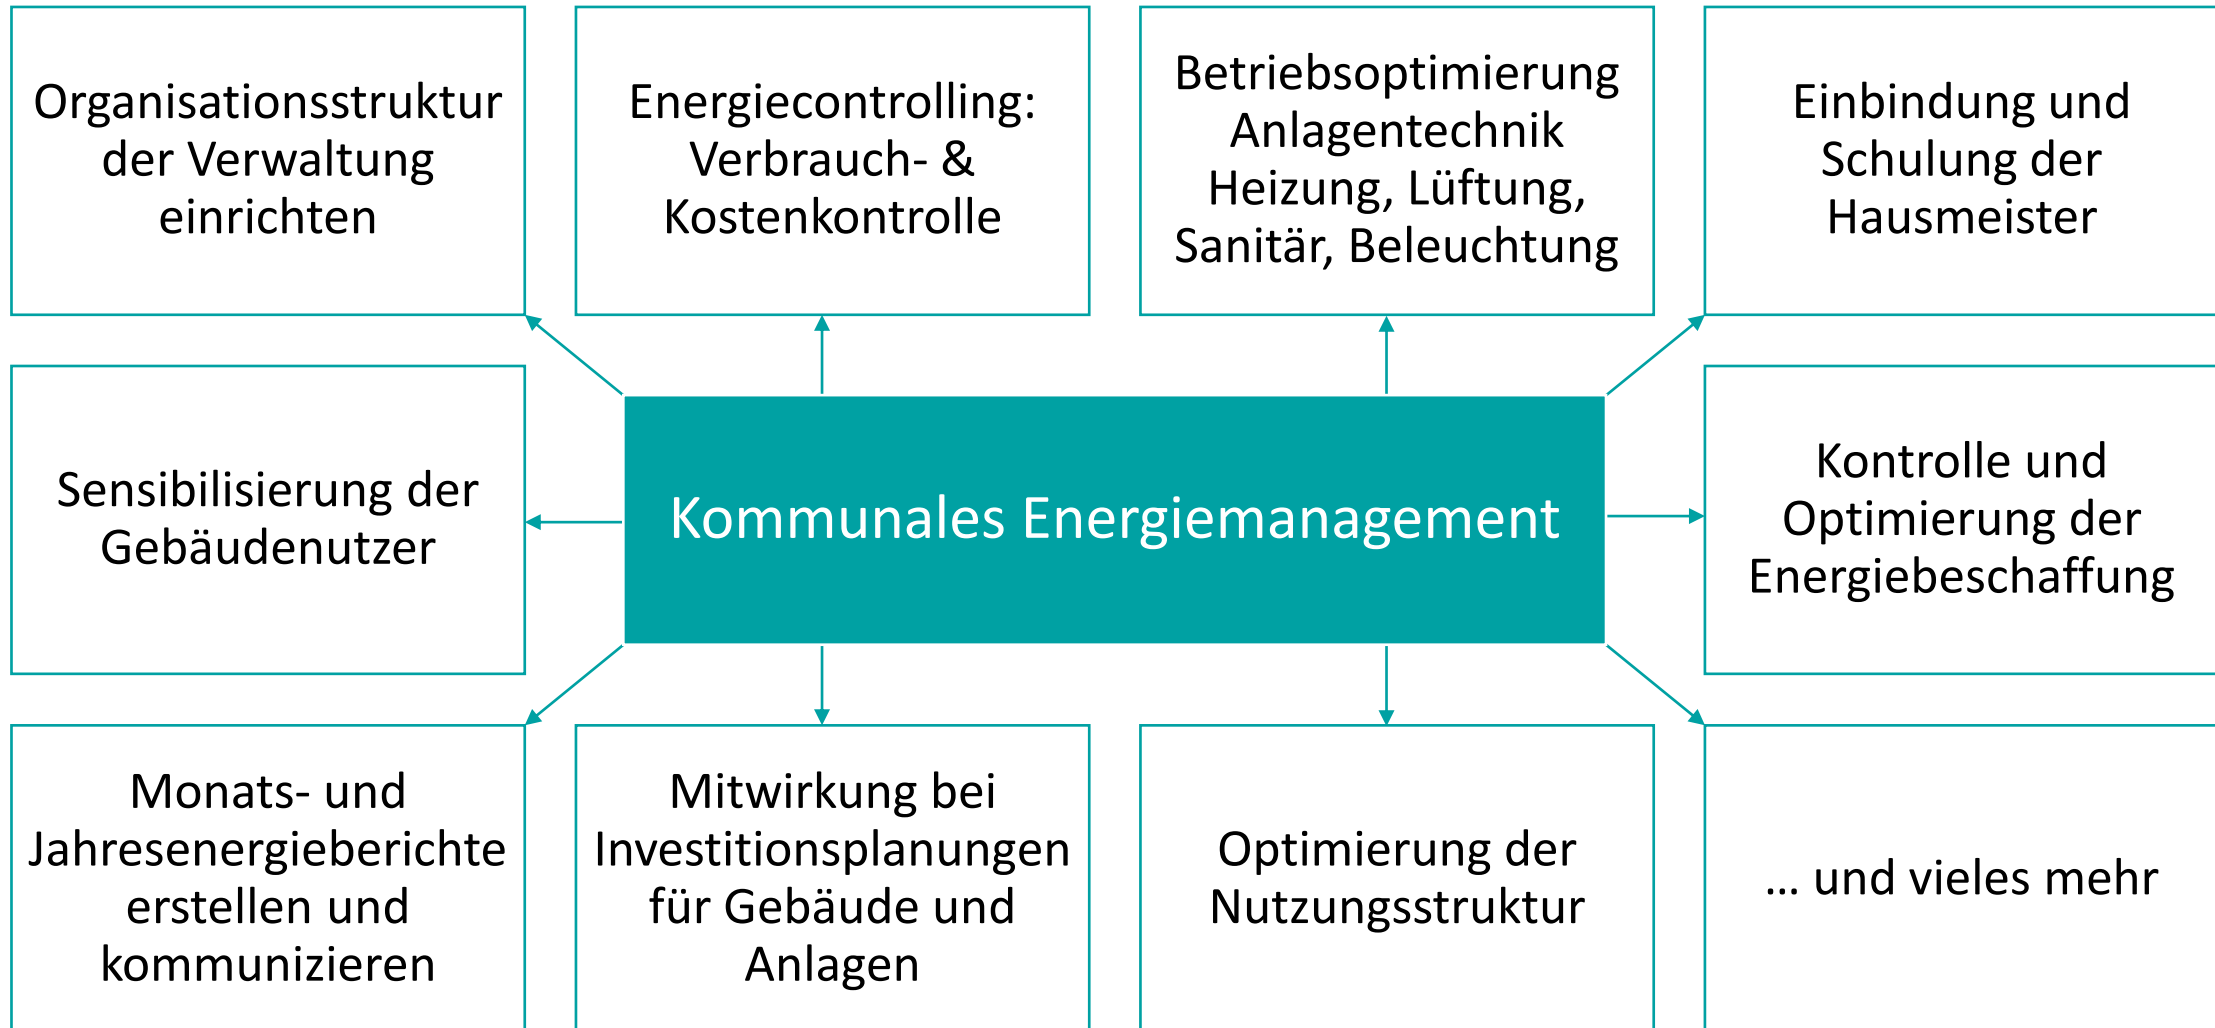 Organisationsstruktur
der Verwaltung
einrichten
Energiecontrolling:
Verbrauch- &
Kostenkontrolle
Betriebsoptimierung
Anlagentechnik
Heizung, Lüftung,
Sanitär, Beleuchtung
Einbindung und
Schulung der
Hausmeister
Sensibilisierung der
Gebäudenutzer
Kommunales Energiemanagement
Kontrolle und
Optimierung der
Energiebeschaffung
Monats- und
Jahresenergieberichte
erstellen und
kommunizieren
Mitwirkung bei
Investitionsplanungen
für Gebäude und
Anlagen
Optimierung der
Nutzungsstruktur
... und vieles mehr